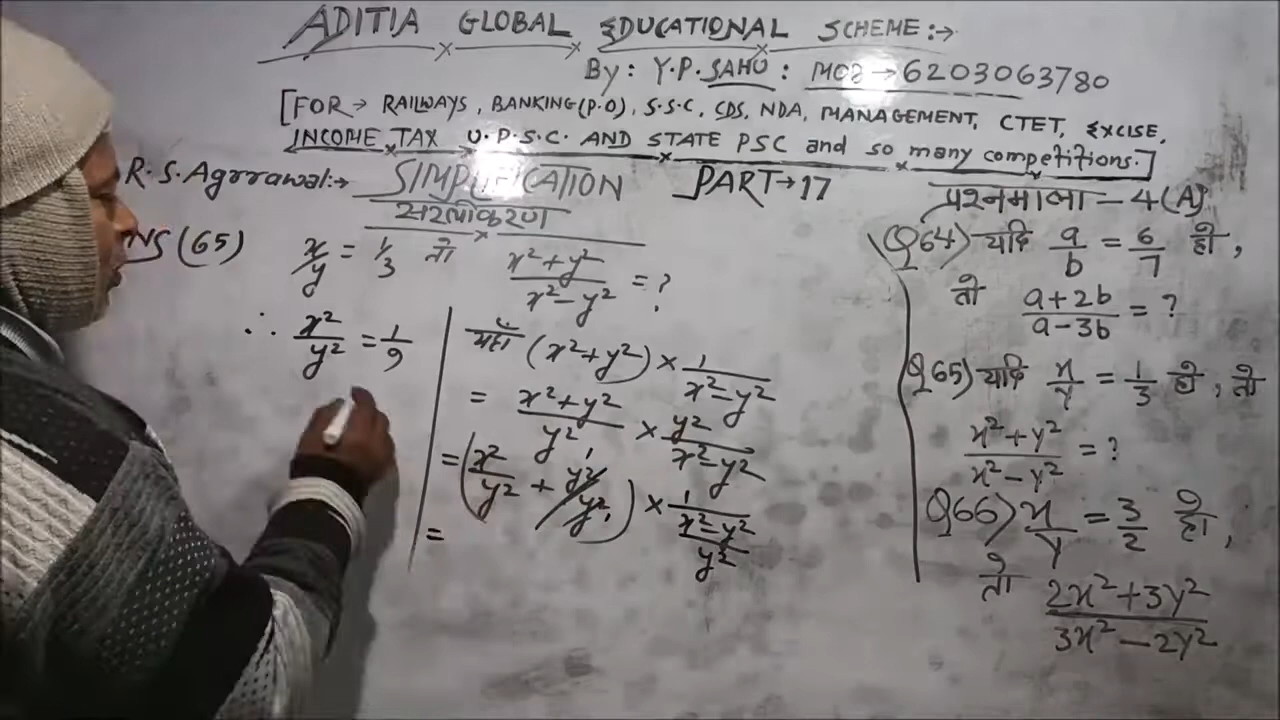 ADITIA GLOBAL EDUCATIONAL SCHEME :→
By : Y.P. SAHU : MOB → 6203063780
[FOR → RAILWAYS, BANKING(P.O), S.S.C, CDS, NDA, MANAGEMENT, CTET, EXCISE,
INCOME TAX U.P.S.C. AND STATE PSC and so many competitions.]
R.S. Agrrawal:→ SIMPLIFICATION PART→17
सरलीकरण
प्रश्नमाला – 4(A)
NS (65) x/y = 1/3 तो (x²+y²)/(x²-y²) = ?
∴ x²/y² = 1/9
यहाँ (x²+y²) × 1/(x²-y²)
= (x²+y²)/y² × y²/(x²-y²)
= (x²/y² + y²/y²) × 1/((x²-y²)/y²)
=
Q64) यदि a/b = 6/7 हो,
तो (a+2b)/(a-3b) = ?
Q65) यदि x/y = 1/3 हो, तो
(x²+y²)/(x²-y²) = ?
Q66) x/y = 3/2 हो,
तो (2x²+3y²)/(3x²-2y²)